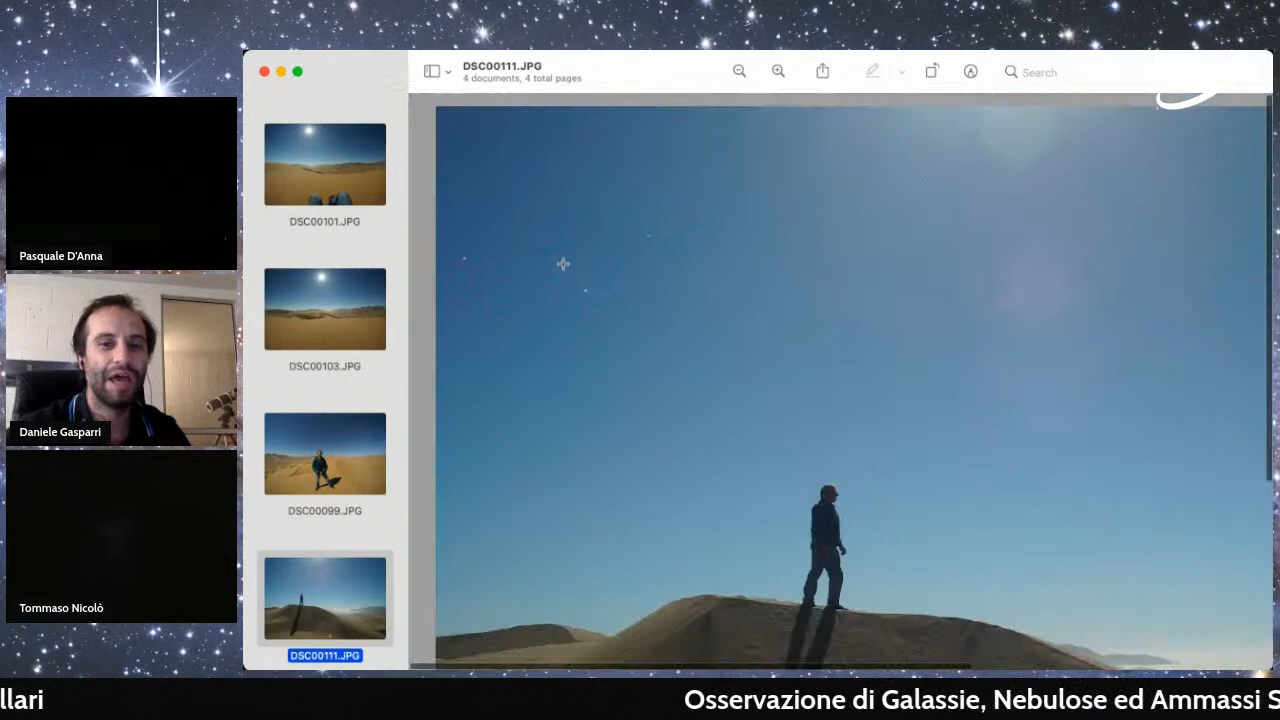 DSC00111.JPG
4 documents, 4 total pages
Search
DSC00101.JPG
DSC00103.JPG
DSC00099.JPG
DSC00111.JPG
Pasquale D'Anna
Daniele Gasparri
Tommaso Nicolò
llari
Osservazione di Galassie, Nebulose ed Ammassi S